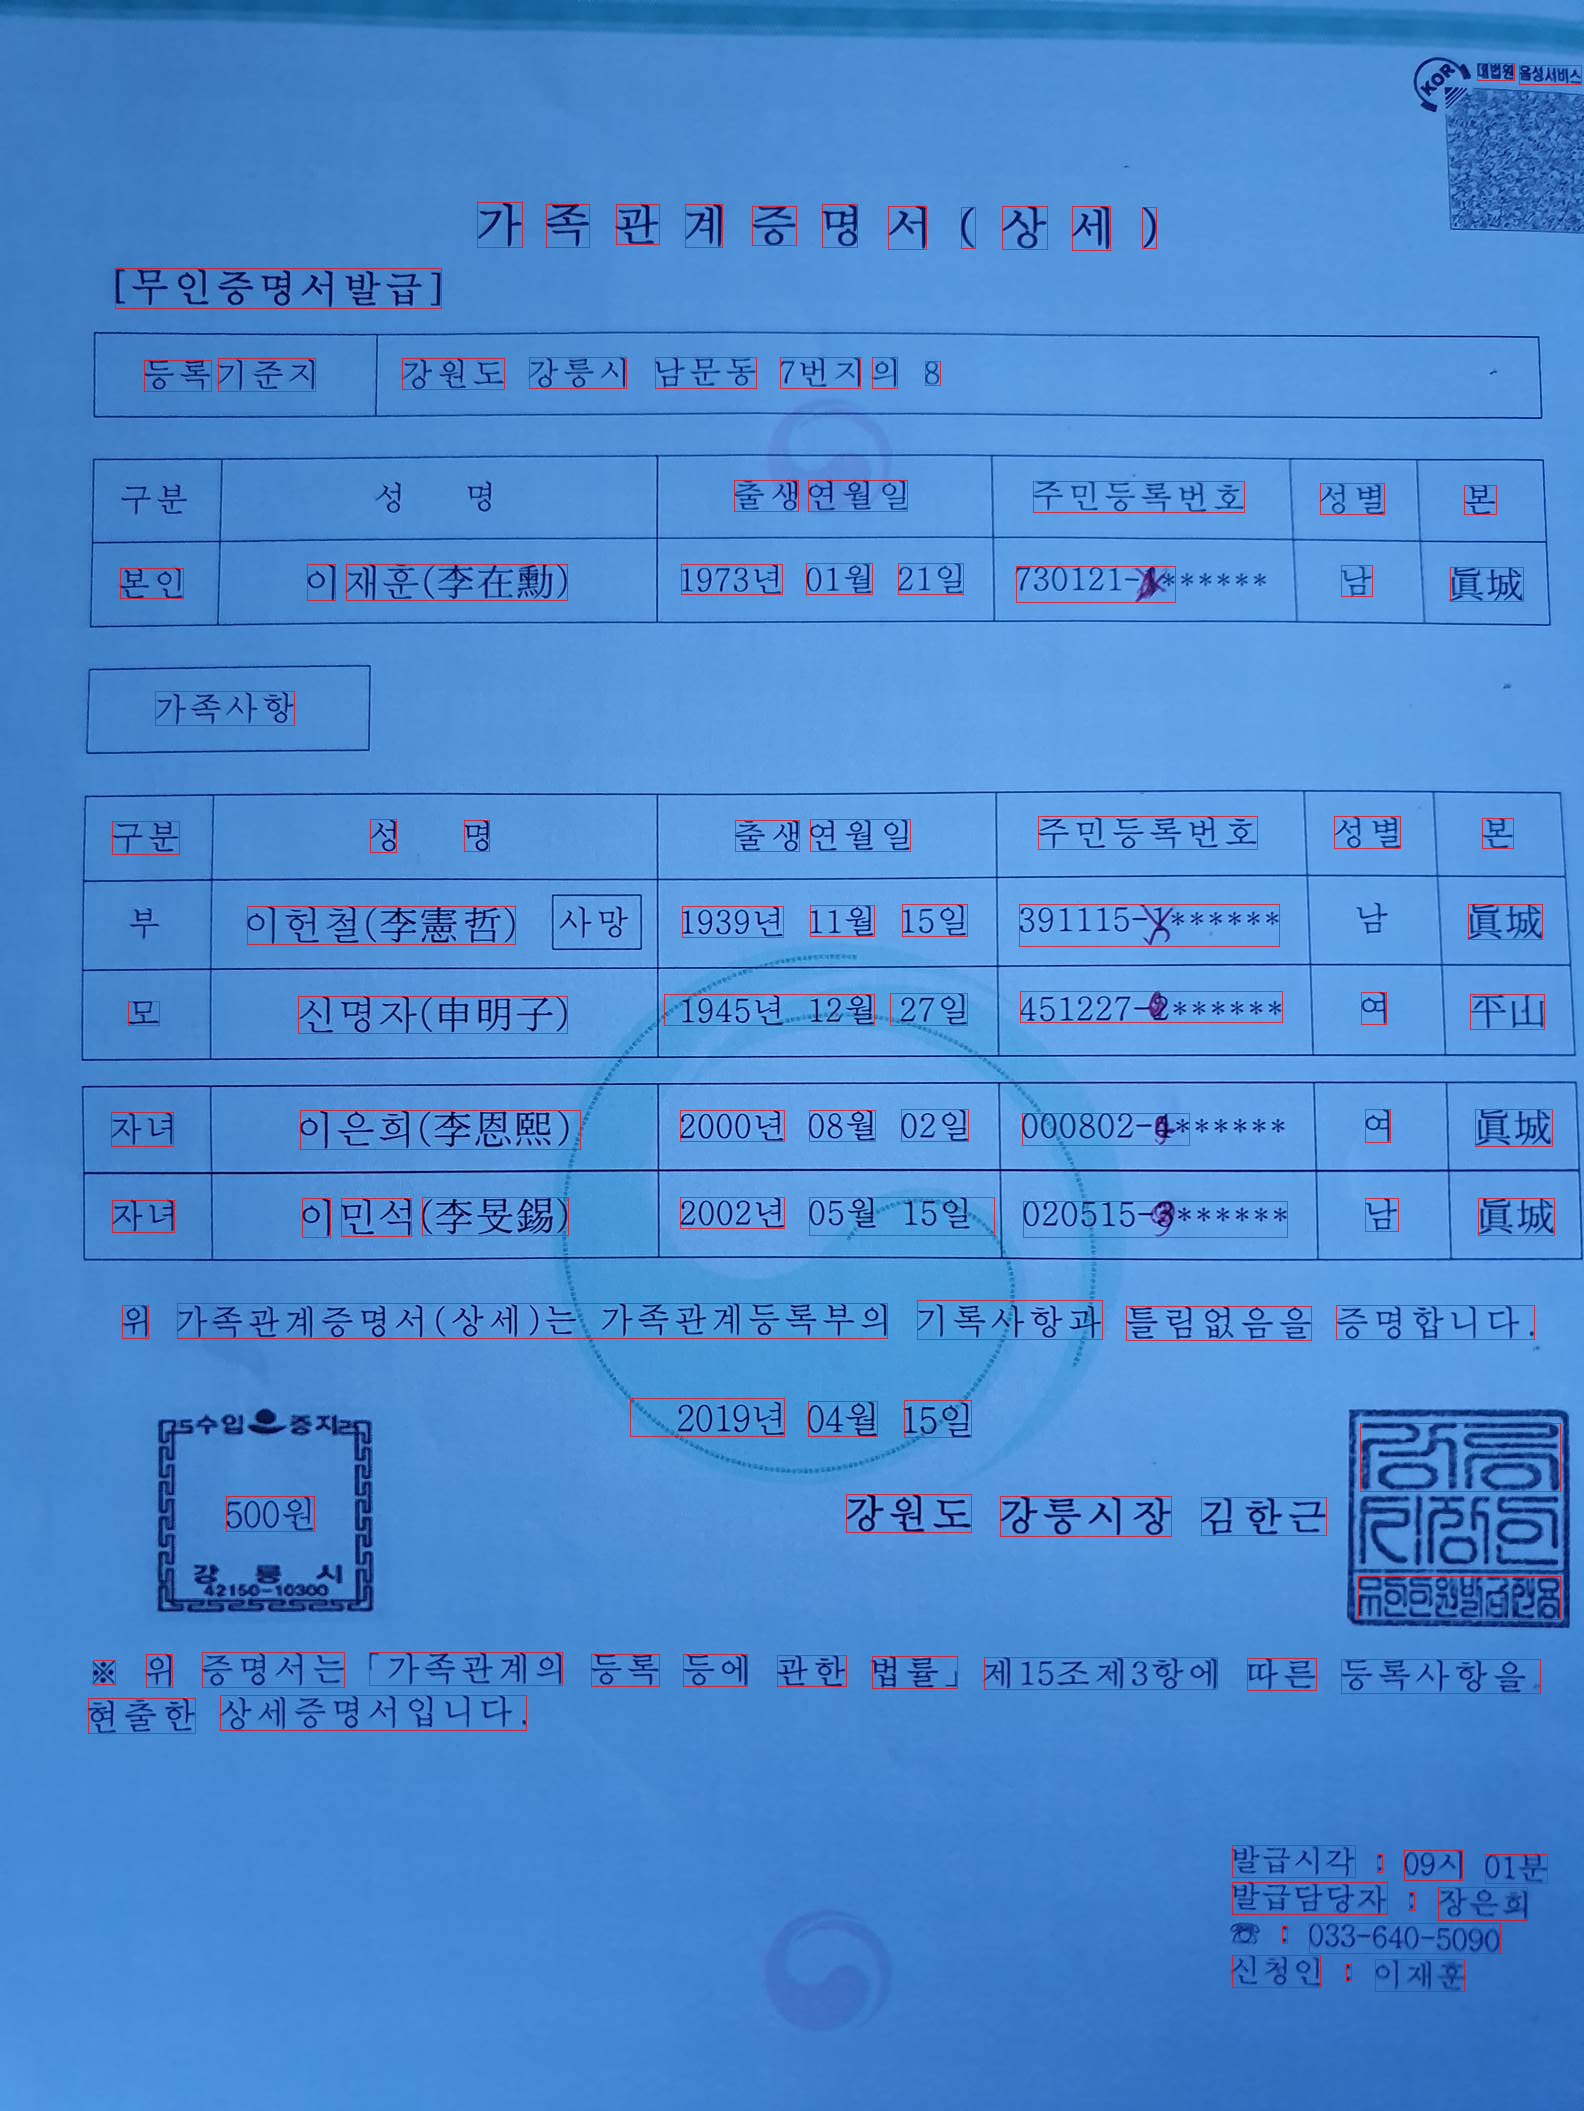 KOR 대법원 음성서비스
가족관계증명서(상세)
[무인증명서발급]
등록기준지 강원도 강릉시 남문동 7번지의 8
구분 성 명 출생연월일 주민등록번호 성별 본
본인 이재훈(李在勳) 1973년 01월 21일 730121-******* 남 眞城
가족사항
구분 성 명 출생연월일 주민등록번호 성별 본
부 이헌철(李憲哲) 사망 1939년 11월 15일 391115-******* 남 眞城
모 신명자(申明子) 1945년 12월 27일 451227-******* 여 平山
자녀 이은희(李恩熙) 2000년 08월 02일 000802-******* 여 眞城
자녀 이민석(李旻錫) 2002년 05월 15일 020515-******* 남 眞城
위 가족관계증명서(상세)는 가족관계등록부의 기록사항과 틀림없음을 증명합니다.
2019년 04월 15일
수입 증지
500원
강릉시
42150-10300
강원도 강릉시장 김한근
※ 위 증명서는「가족관계의 등록 등에 관한 법률」제15조제3항에 따른 등록사항을
현출한 상세증명서입니다.
발급시각 : 09시 01분
발급담당자 : 장은희
☏ : 033-640-5090
신청인 : 이재훈